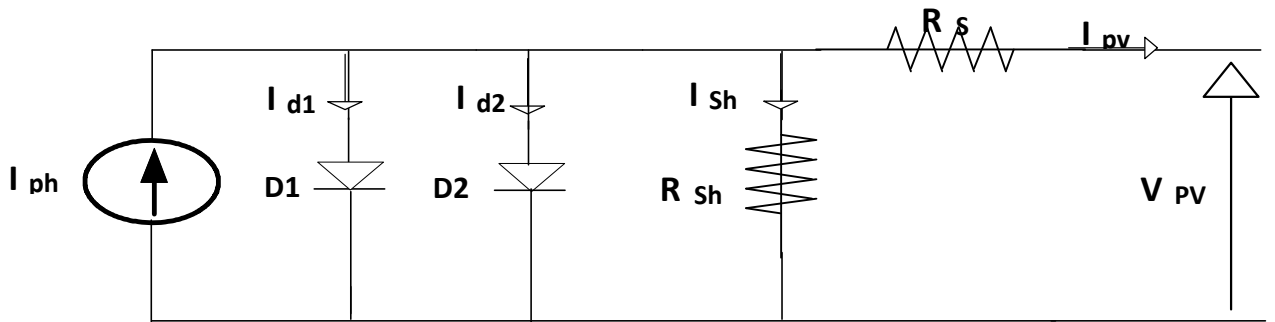 R S
I pv
I d1
I d2
I Sh
I ph
D1
D2
R Sh
V PV